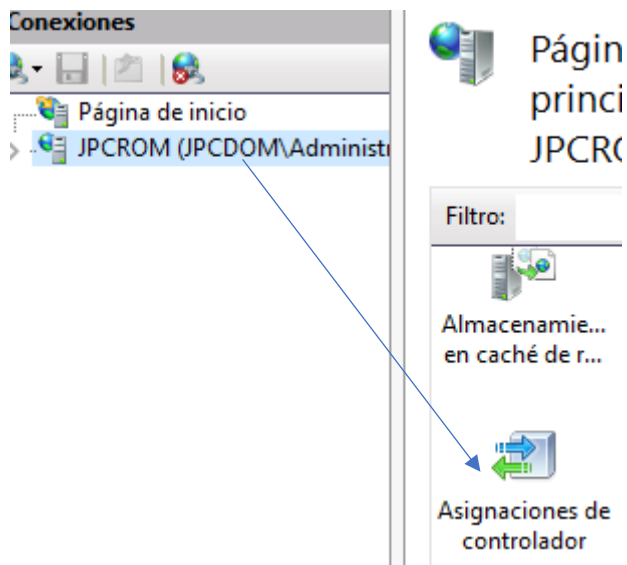 Conexiones
Página de inicio
JPCROM (JPCDOM\Administr
Págin
princi
JPCRO
Filtro:
Almacenamie...
en caché de r...
Asignaciones de
controlador